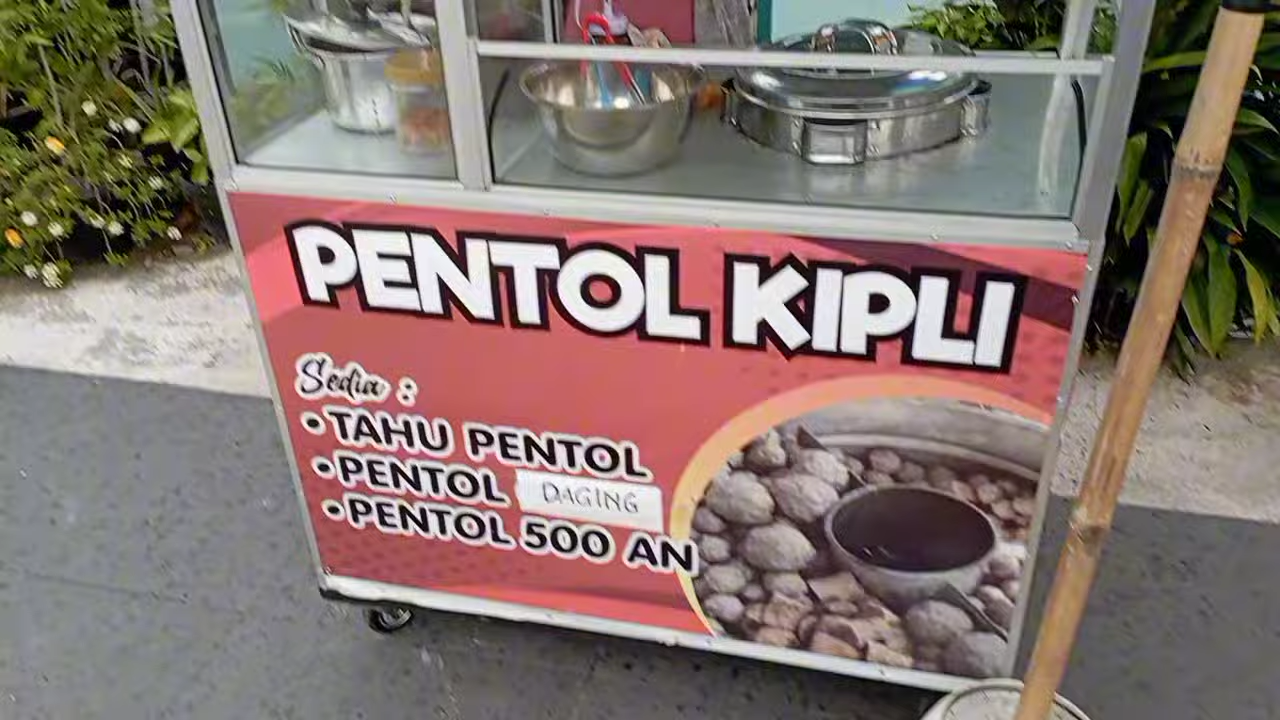 PENTOL KIPLI
Sedia :
• TAHU PENTOL
• PENTOL DAGING
• PENTOL 500 AN